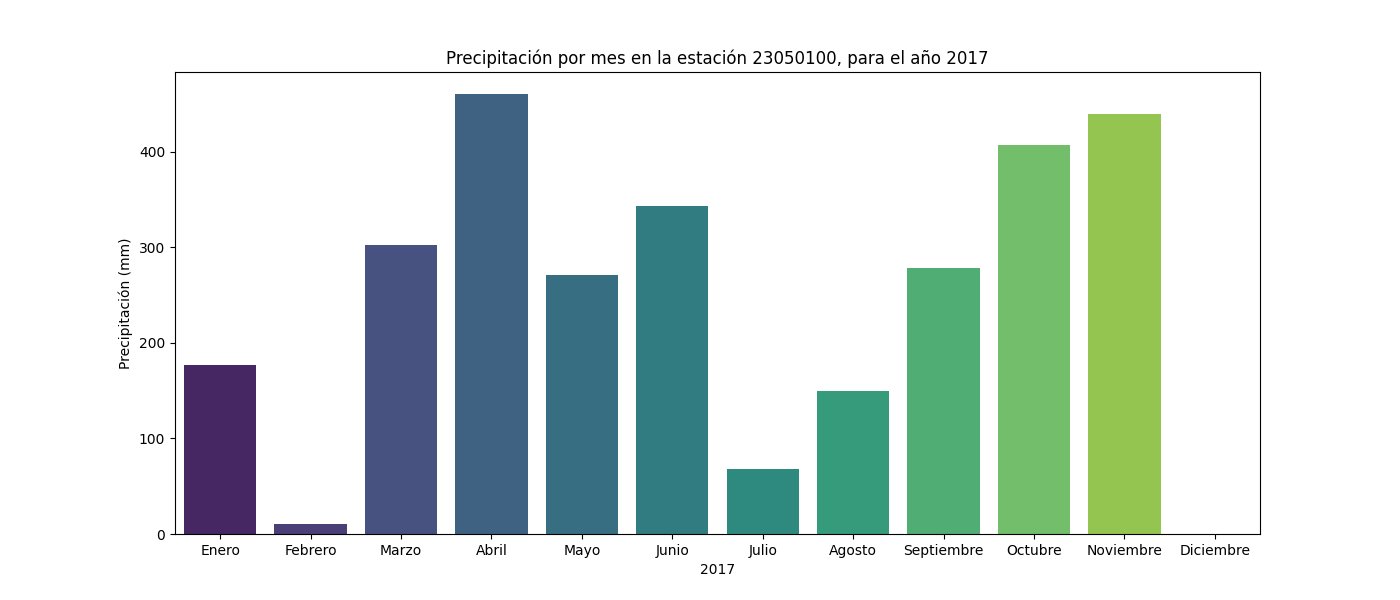 Precipitación por mes en la estación 23050100, para el año 2017
Precipitación (mm)
400
300
200
100
0
Enero Febrero Marzo Abril Mayo Junio Julio Agosto Septiembre Octubre Noviembre Diciembre
2017